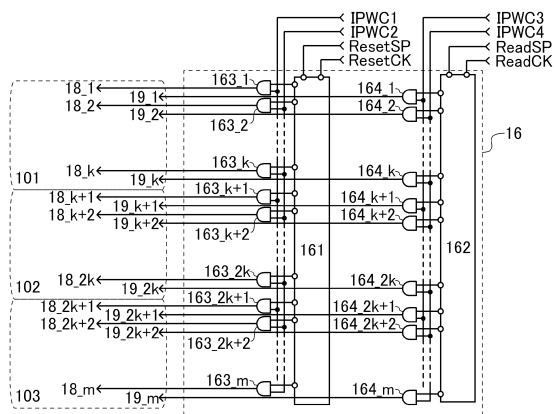 IPWC1 IPWC3
IPWC2 IPWC4
ResetSP ReadSP
ResetCK ReadCK
18_1 163_1
19_1 164_1
18_2 164_2
19_2 163_2 16
18_k 163_k
19_k 164_k
101
18_k+1 163_k+1
19_k+1 164_k+1
18_k+2 164_k+2
19_k+2 163_k+2
161 162
18_2k 163_2k
19_2k 164_2k
102
18_2k+1 163_2k+1
19_2k+1 164_2k+1
18_2k+2 164_2k+2
19_2k+2 163_2k+2
18_m 163_m
19_m 164_m
103